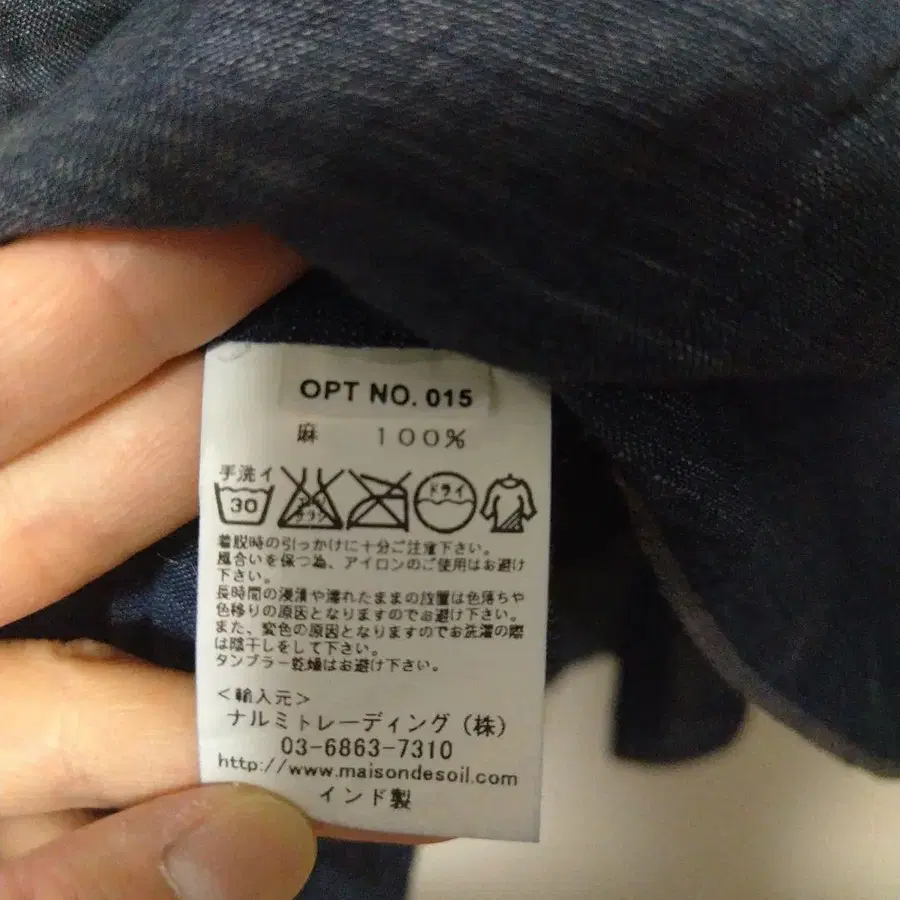 OPT NO. 015
麻 100%
手洗イ
30
エンソ サラシ
ドライ
着脱時の引っかけに十分ご注意下さい。
風合いを保つ為、アイロンのご使用はお避け
下さい。
長時間の浸漬や濡れたままの放置は色落ちや
色移りの原因となりますのでお避け下さい。
また、変色の原因となりますのでお洗濯の際
は陰干しをして下さい。
タンブラー乾燥はお避け下さい。
<輸入元>
ナルミトレーディング(株)
03-6863-7310
http://www.maisondesoil.com
インド製